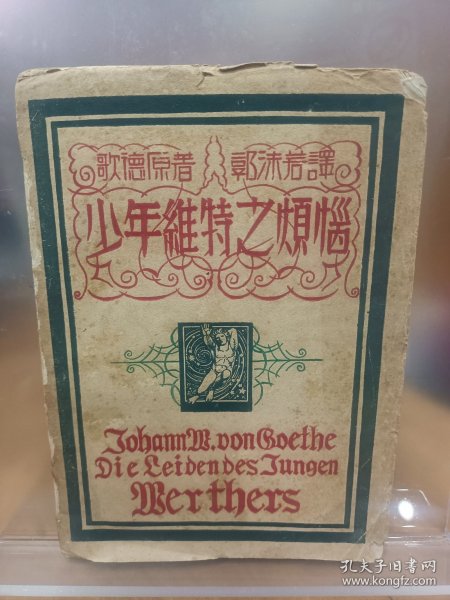 歌德原著 郭沫若譯
少年維特之煩惱
Johann W. von Goethe
Die Leiden des Jungen
Werthers
孔夫子旧书网
www.kongfz.com